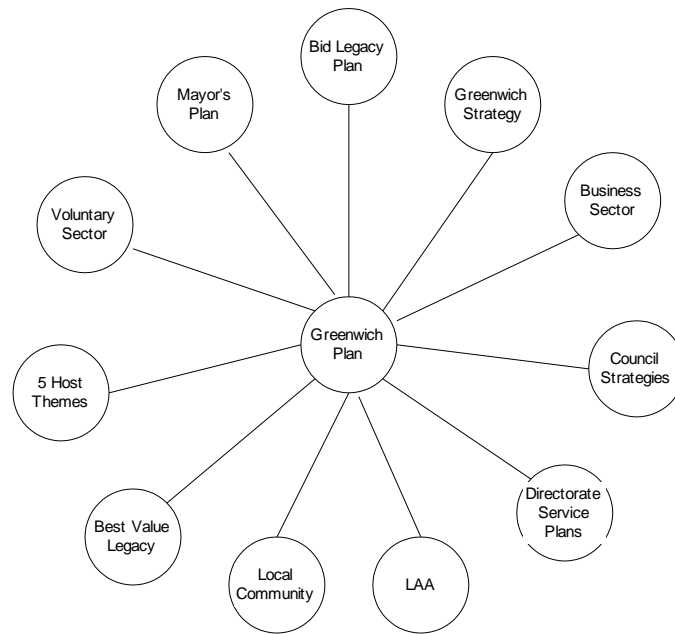 Bid Legacy
Plan
Mayor's
Plan
Greenwich
Strategy
Business
Sector
Voluntary
Sector
Greenwich
Plan
Council
Strategies
5 Host
Themes
Directorate
Service
Plans
Best Value
Legacy
Local
Community
LAA